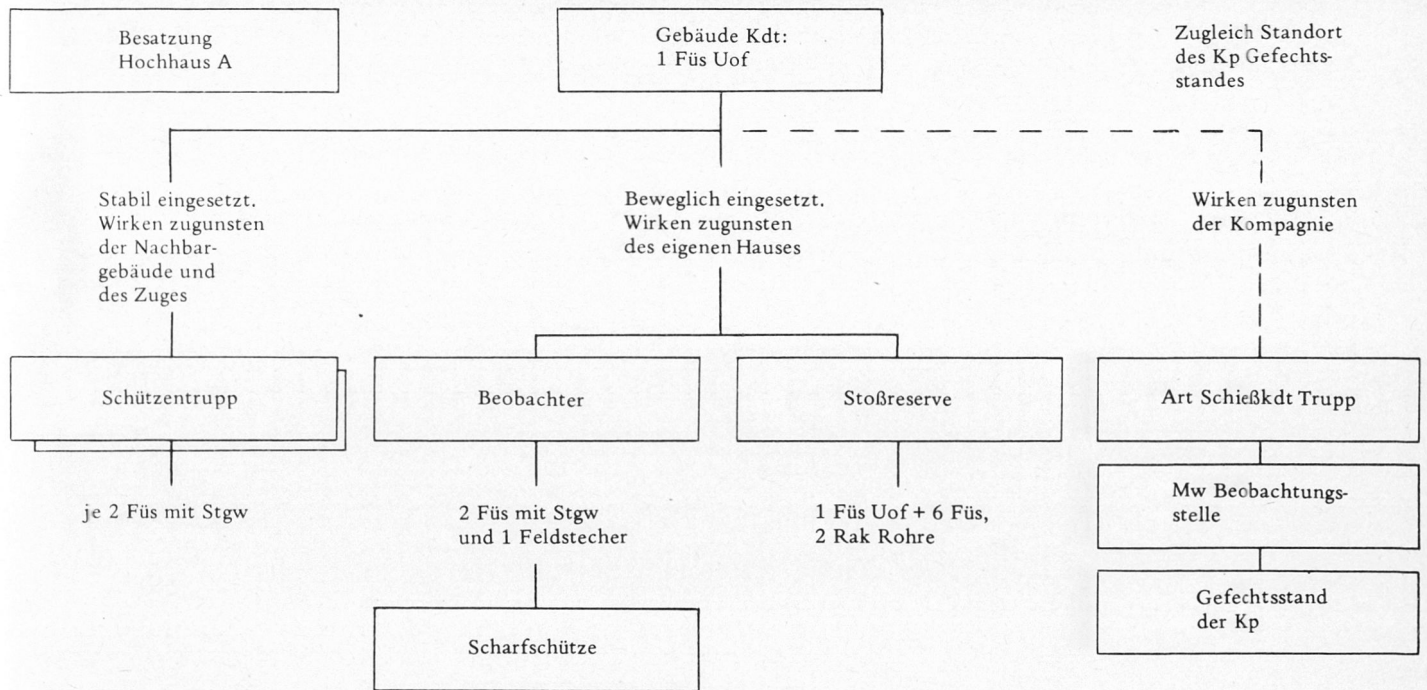 Besatzung
Hochhaus A
Gebäude Kdt:
1 Füs Uof
Zugleich Standort
des Kp Gefechts-
standes
Stabil eingesetzt.
Wirken zugunsten
der Nachbar-
gebäude und
des Zuges
Beweglich eingesetzt.
Wirken zugunsten
des eigenen Hauses
Wirken zugunsten
der Kompagnie
Schützentrupp
Beobachter
Stoßreserve
Art Schießkdt Trupp
je 2 Füs mit Stgw
2 Füs mit Stgw
und 1 Feldstecher
1 Füs Uof + 6 Füs,
2 Rak Rohre
Mw Beobachtungs-
stelle
Gefechtsstand
der Kp
Scharfschütze